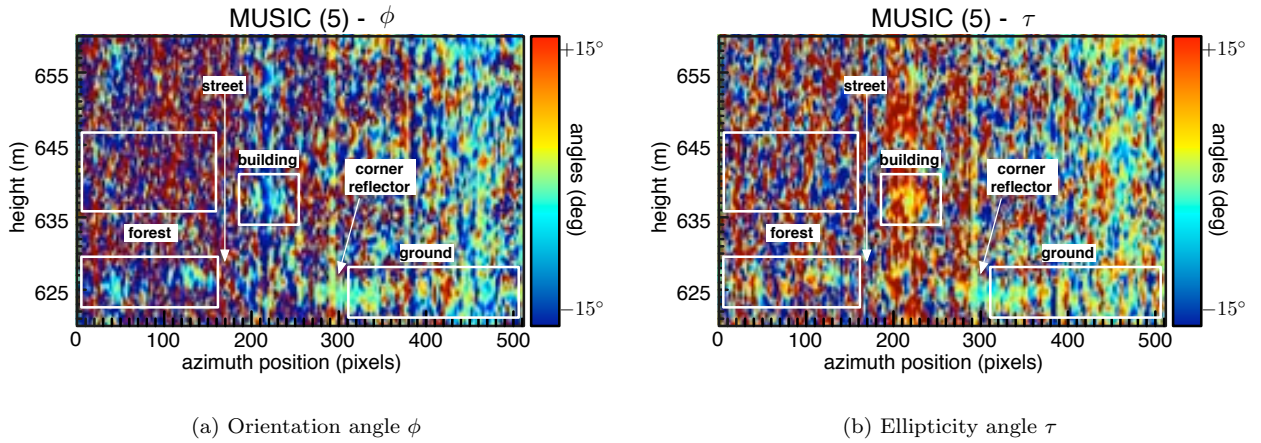 MUSIC (5) - ϕ
+15°
655
645
635
625
height (m)
street
building
corner
reflector
forest
ground
angles (deg)
−15°
0 100 200 300 400 500
azimuth position (pixels)
(a) Orientation angle ϕ
MUSIC (5) - τ
+15°
655
645
635
625
height (m)
street
building
corner
reflector
forest
ground
angles (deg)
−15°
0 100 200 300 400 500
azimuth position (pixels)
(b) Ellipticity angle τ